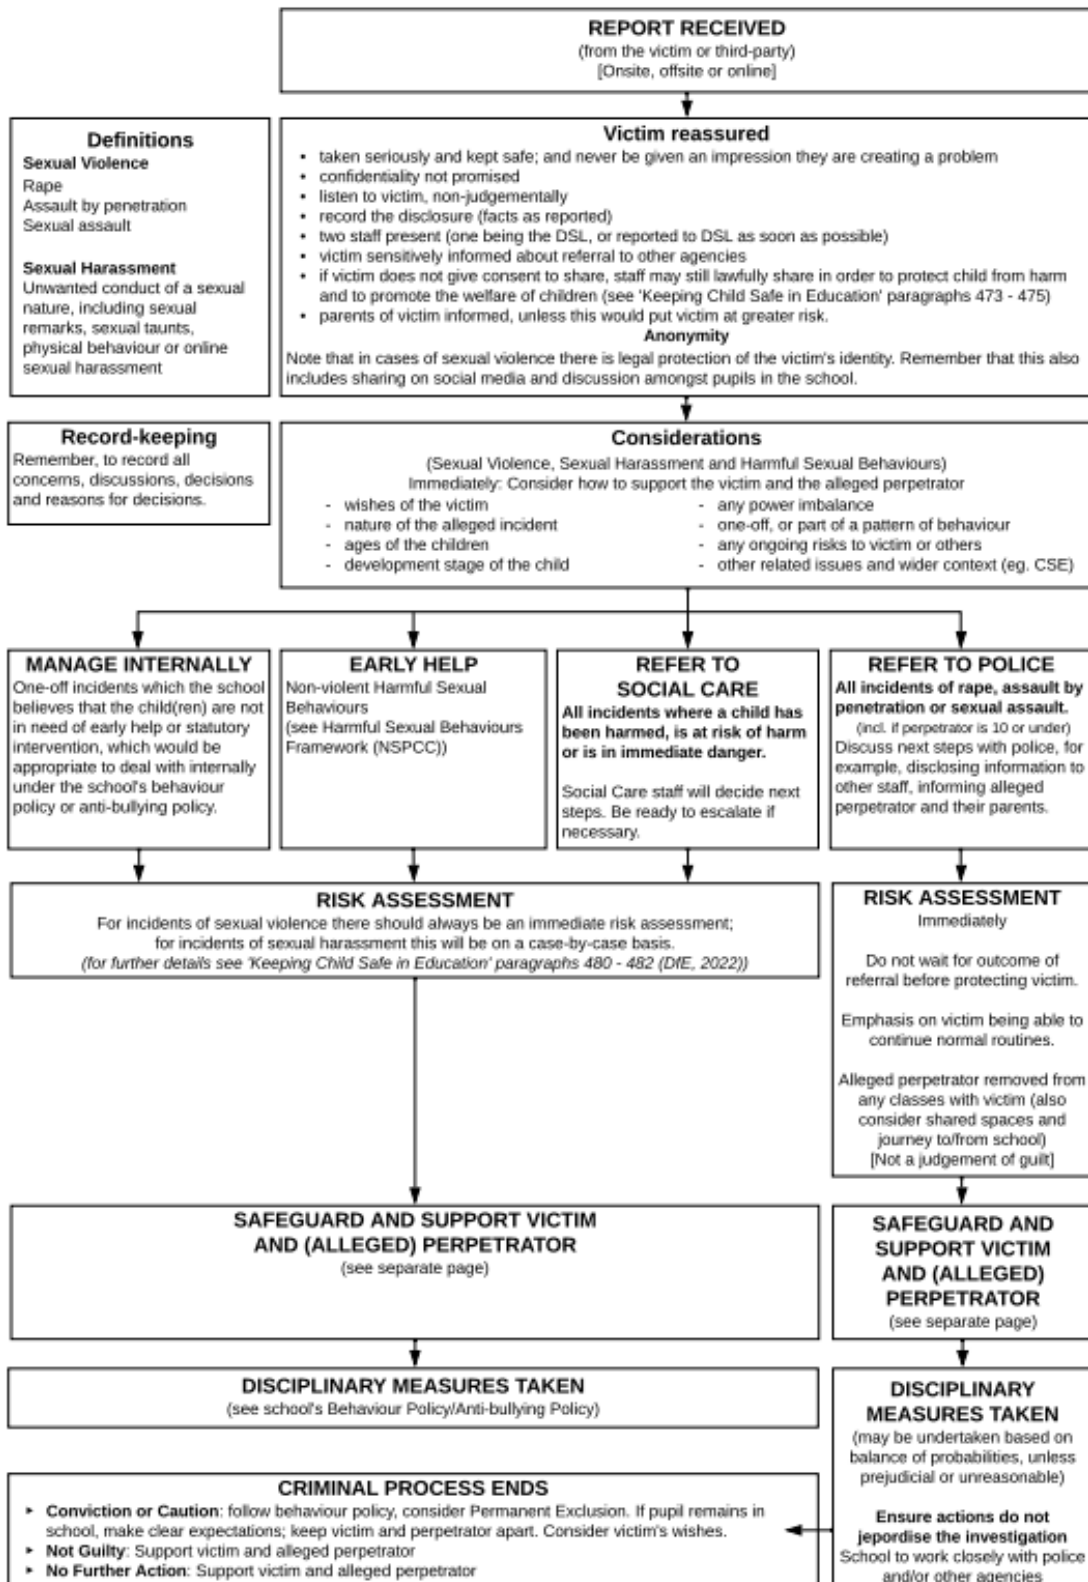 REPORT RECEIVED
(from the victim or third-party)
[Onsite, offsite or online]
Definitions
Sexual Violence
Rape
Assault by penetration
Sexual assault
Sexual Harassment
Unwanted conduct of a sexual
nature, including sexual
remarks, sexual taunts,
physical behaviour or online
sexual harassment
Victim reassured
• taken seriously and kept safe; and never be given an impression they are creating a problem
• confidentiality not promised
• listen to victim, non-judgementally
• record the disclosure (facts as reported)
• two staff present (one being the DSL, or reported to DSL as soon as possible)
• victim sensitively informed about referral to other agencies
• if victim does not give consent to share, staff may still lawfully share in order to protect child from harm
and to promote the welfare of children (see 'Keeping Child Safe in Education' paragraphs 473 - 475)
• parents of victim informed, unless this would put victim at greater risk.
Anonymity
Note that in cases of sexual violence there is legal protection of the victim's identity. Remember that this also
includes sharing on social media and discussion amongst pupils in the school.
Record-keeping
Remember, to record all
concerns, discussions, decisions
and reasons for decisions.
Considerations
(Sexual Violence, Sexual Harassment and Harmful Sexual Behaviours)
Immediately: Consider how to support the victim and the alleged perpetrator
- wishes of the victim
- nature of the alleged incident
- ages of the children
- development stage of the child
- any power imbalance
- one-off, or part of a pattern of behaviour
- any ongoing risks to victim or others
- other related issues and wider context (eg. CSE)
MANAGE INTERNALLY
One-off incidents which the school
believes that the child(ren) are not
in need of early help or statutory
intervention, which would be
appropriate to deal with internally
under the school's behaviour
policy or anti-bullying policy.
EARLY HELP
Non-violent Harmful Sexual
Behaviours
(see Harmful Sexual Behaviours
Framework (NSPCC))
REFER TO
SOCIAL CARE
All incidents where a child has
been harmed, is at risk of harm
or is in immediate danger.
Social Care staff will decide next
steps. Be ready to escalate if
necessary.
REFER TO POLICE
All incidents of rape, assault by
penetration or sexual assault.
(incl. if perpetrator is 10 or under)
Discuss next steps with police, for
example, disclosing information to
other staff, informing alleged
perpetrator and their parents.
RISK ASSESSMENT
For incidents of sexual violence there should always be an immediate risk assessment;
for incidents of sexual harassment this will be on a case-by-case basis.
(for further details see 'Keeping Child Safe in Education' paragraphs 480 - 482 (DfE, 2022))
RISK ASSESSMENT
Immediately
Do not wait for outcome of
referral before protecting victim.
Emphasis on victim being able to
continue normal routines.
Alleged perpetrator removed from
any classes with victim (also
consider shared spaces and
journey to/from school)
[Not a judgement of guilt]
SAFEGUARD AND SUPPORT VICTIM
AND (ALLEGED) PERPETRATOR
(see separate page)
SAFEGUARD AND
SUPPORT VICTIM
AND (ALLEGED)
PERPETRATOR
(see separate page)
DISCIPLINARY MEASURES TAKEN
(see school's Behaviour Policy/Anti-bullying Policy)
DISCIPLINARY
MEASURES TAKEN
(may be undertaken based on
balance of probabilities, unless
prejudicial or unreasonable)
Ensure actions do not
jepordise the investigation
School to work closely with police
and/or other agencies
CRIMINAL PROCESS ENDS
► Conviction or Caution: follow behaviour policy, consider Permanent Exclusion. If pupil remains in
school, make clear expectations; keep victim and perpetrator apart. Consider victim's wishes.
► Not Guilty: Support victim and alleged perpetrator
► No Further Action: Support victim and alleged perpetrator